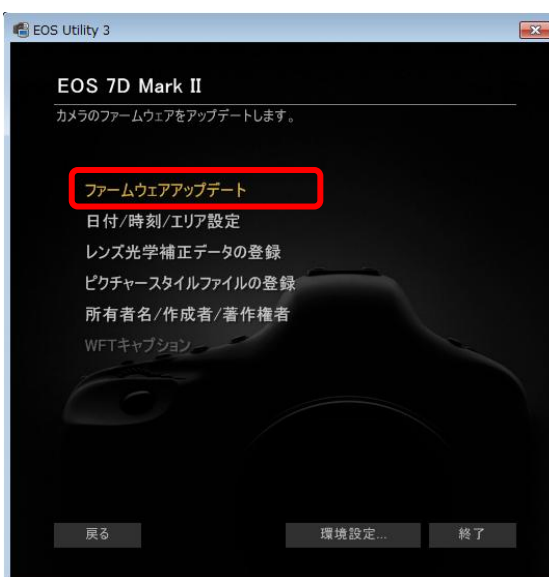 EOS Utility 3
EOS 7D Mark II
カメラのファームウェアをアップデートします。
ファームウェアアップデート
日付/時刻/エリア設定
レンズ光学補正データの登録
ピクチャースタイルファイルの登録
所有者名/作成者/著作権者
WFTキャプション
戻る 環境設定... 終了